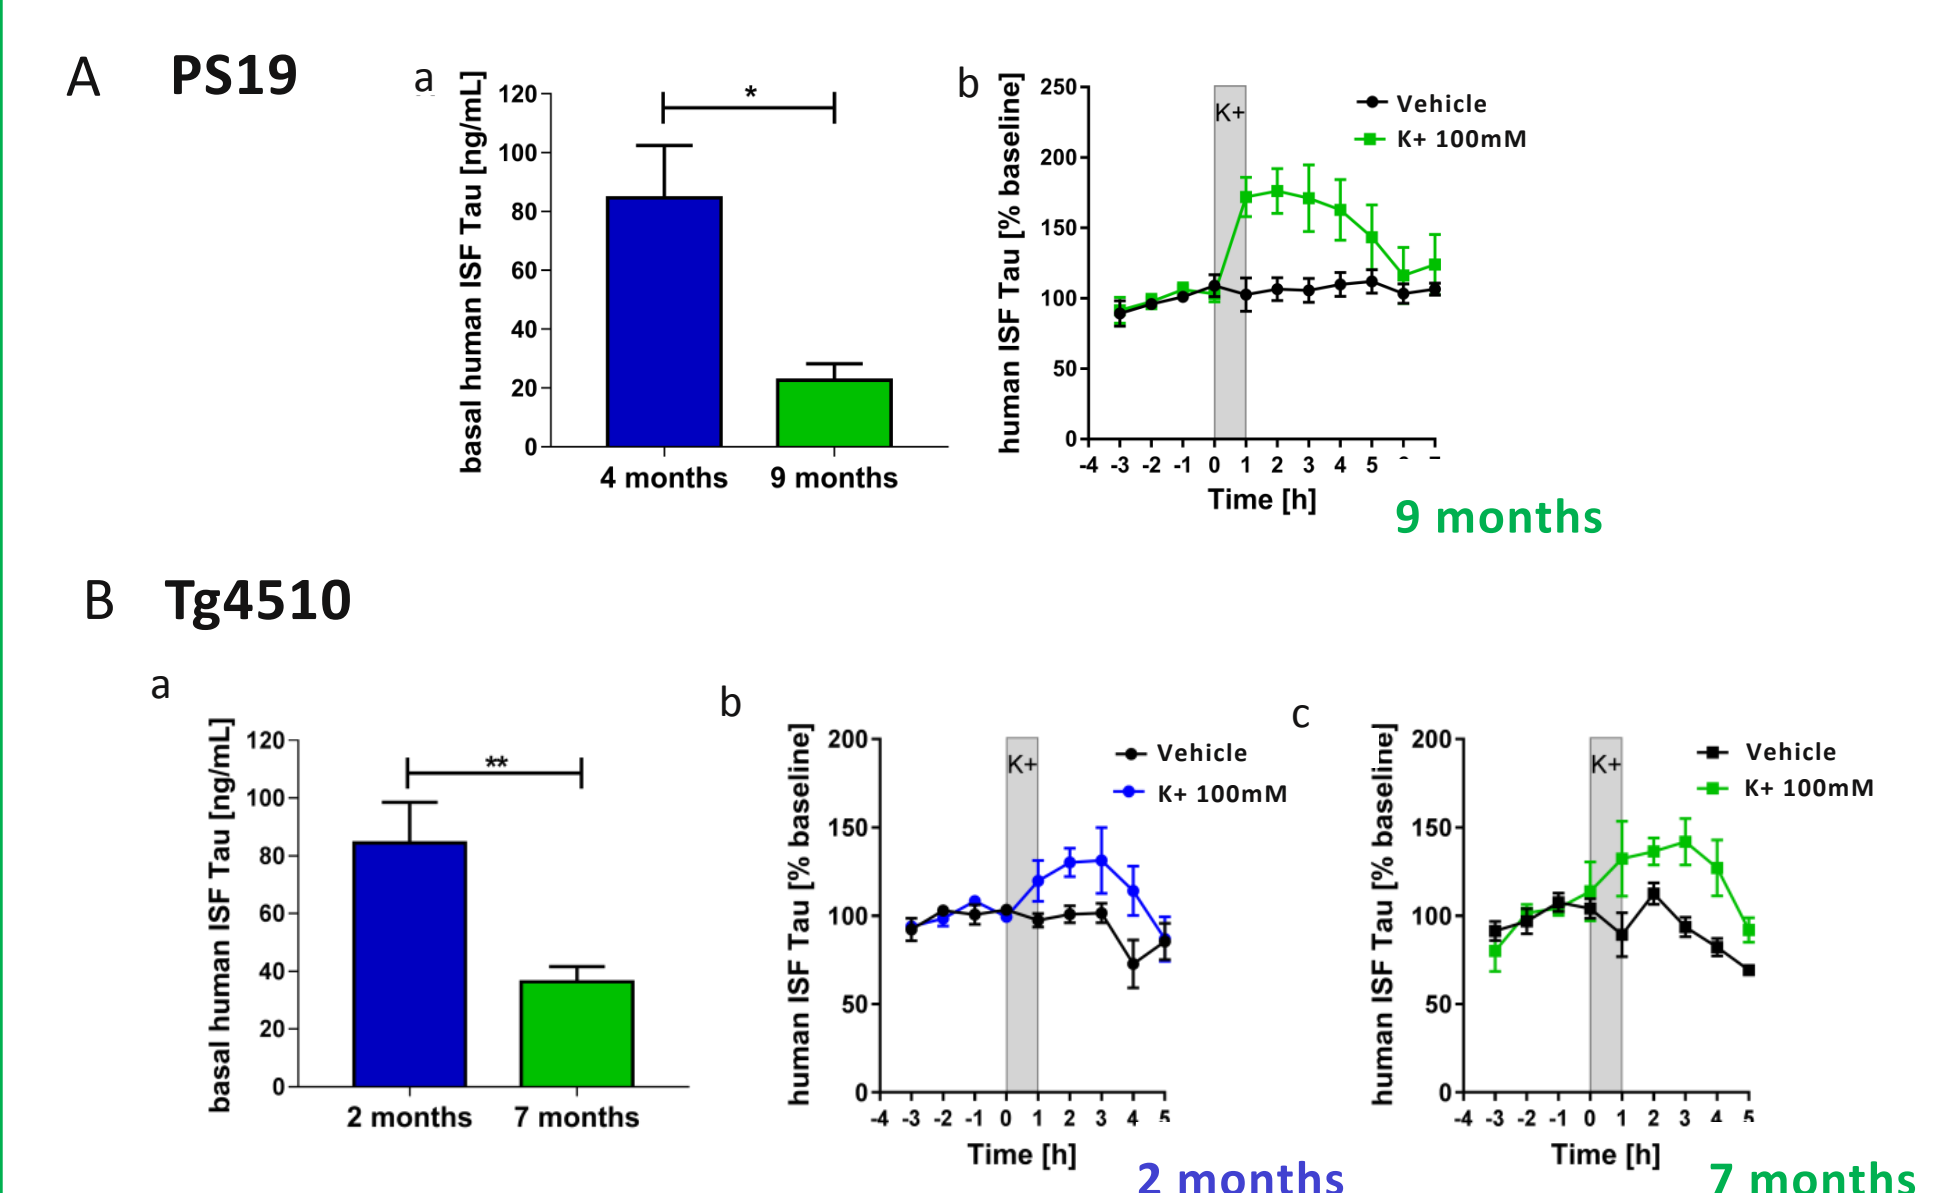 A PS19
a
basal human ISF Tau [ng/mL]
120
100
80
60
40
20
0
*
4 months 9 months
b
human ISF Tau [% baseline]
250
200
150
100
50
0
K+
Vehicle
K+ 100mM
-4 -3 -2 -1 0 1 2 3 4 5
Time [h]
9 months
B Tg4510
a
basal human ISF Tau [ng/mL]
120
100
80
60
40
20
0
**
2 months 7 months
b
human ISF Tau [% baseline]
200
150
100
50
0
K+
Vehicle
K+ 100mM
-4 -3 -2 -1 0 1 2 3 4 5
Time [h]
2 months
c
human ISF Tau [% baseline]
200
150
100
50
0
K+
Vehicle
K+ 100mM
-4 -3 -2 -1 0 1 2 3 4 5
Time [h]
7 months